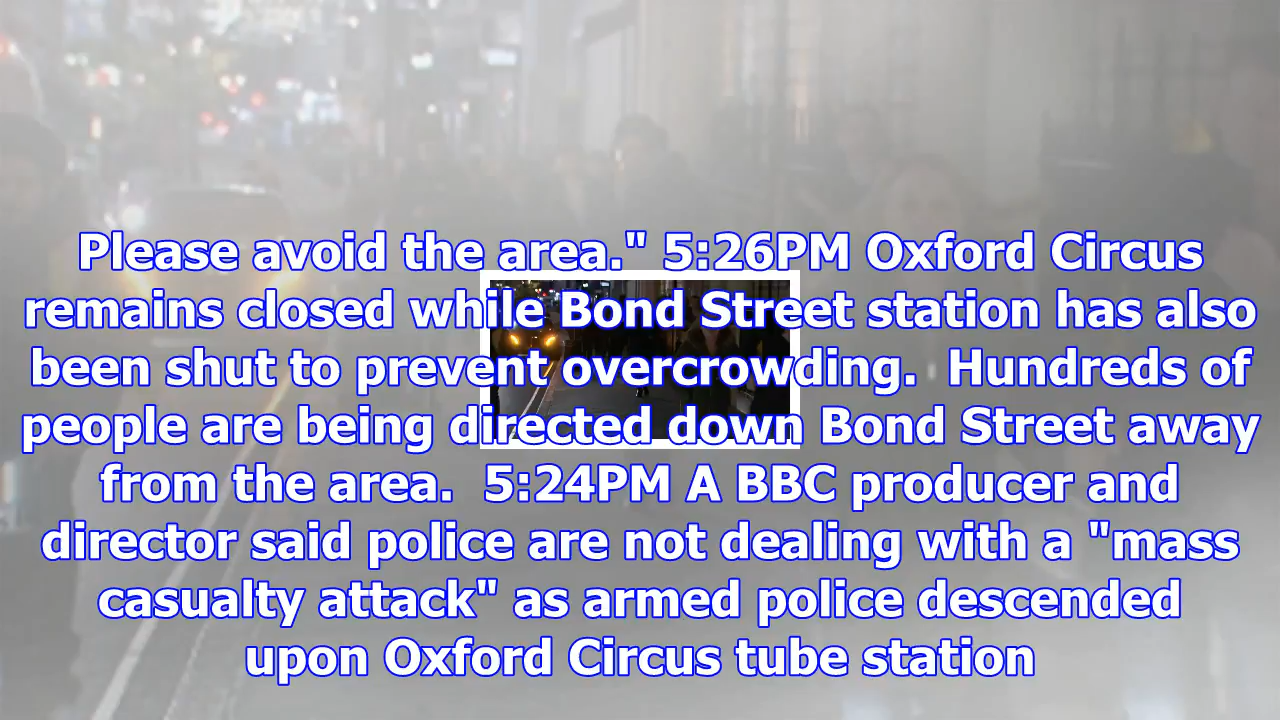 Please avoid the area." 5:26PM Oxford Circus
remains closed while Bond Street station has also
been shut to prevent overcrowding.  Hundreds of
people are being directed down Bond Street away
from the area.  5:24PM A BBC producer and
director said police are not dealing with a "mass
casualty attack" as armed police descended
upon Oxford Circus tube station